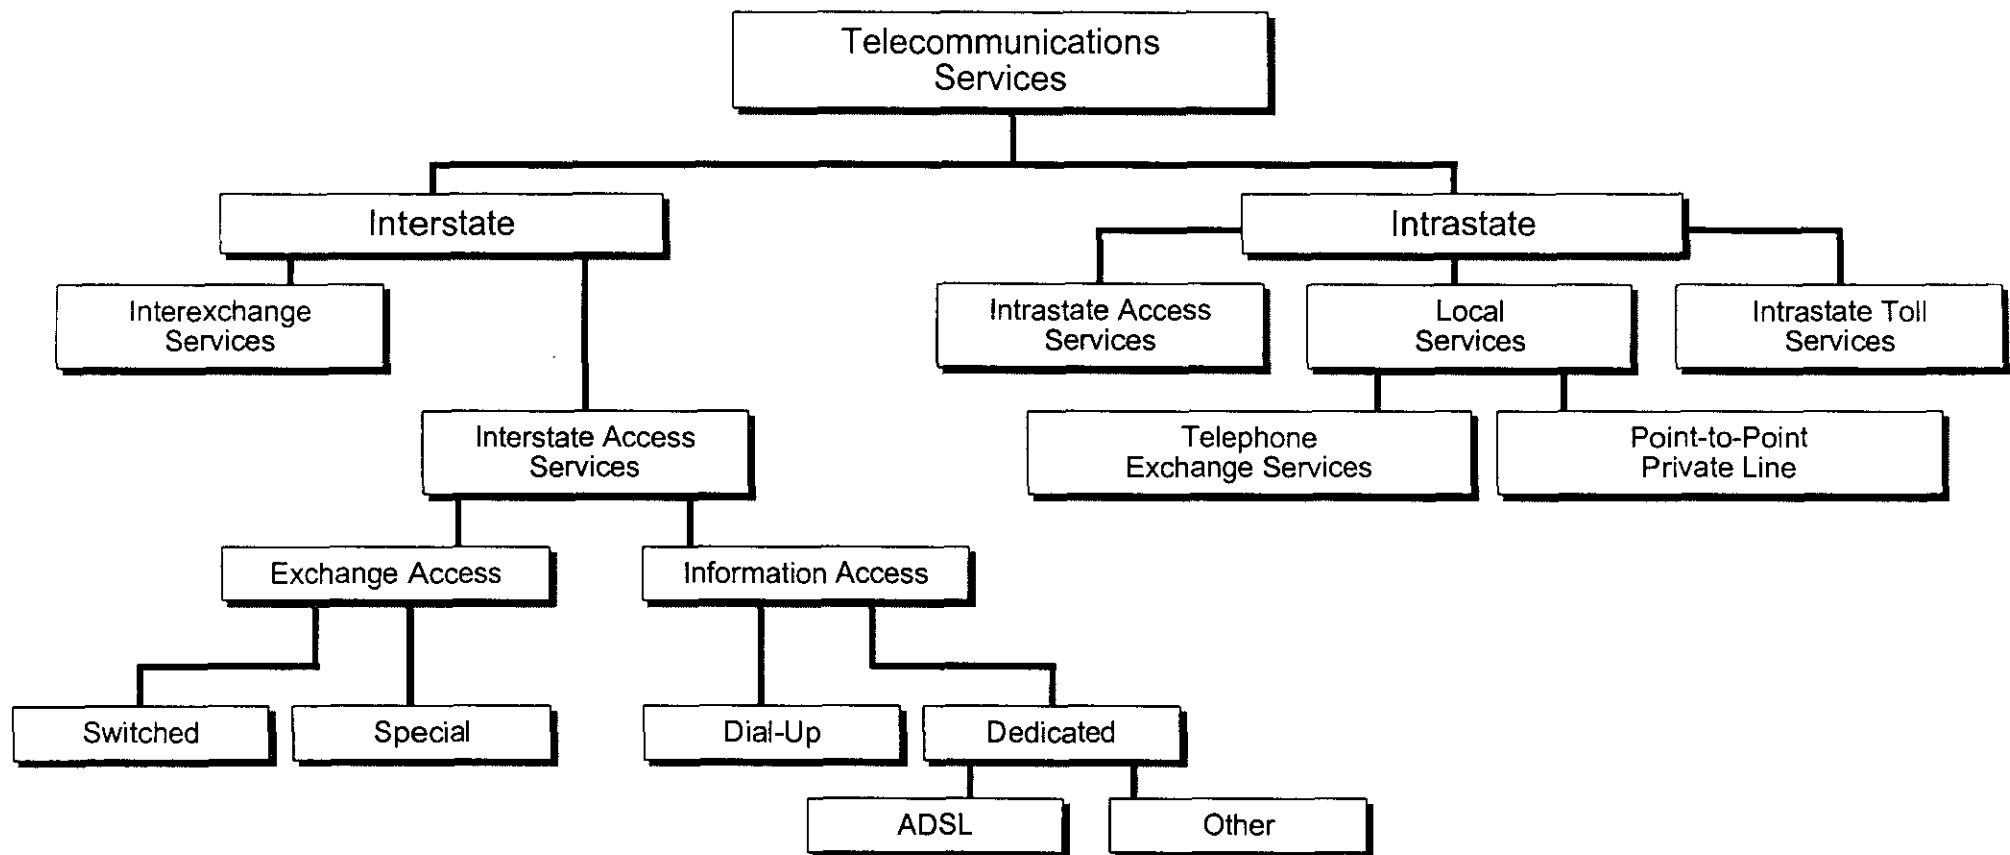 Telecommunications
Services
Interstate
Intrastate
Interexchange
Services
Intrastate Access
Services
Local
Services
Intrastate Toll
Services
Interstate Access
Services
Telephone
Exchange Services
Point-to-Point
Private Line
Exchange Access
Information Access
Switched
Special
Dial-Up
Dedicated
ADSL
Other